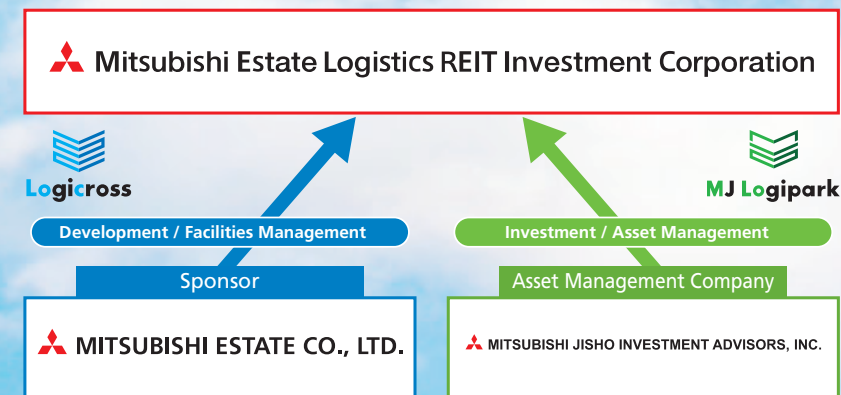 Mitsubishi Estate Logistics REIT Investment Corporation
Logicross
MJ Logipark
Development / Facilities Management
Investment / Asset Management
Sponsor
Asset Management Company
MITSUBISHI ESTATE CO., LTD.
MITSUBISHI JISHO INVESTMENT ADVISORS, INC.